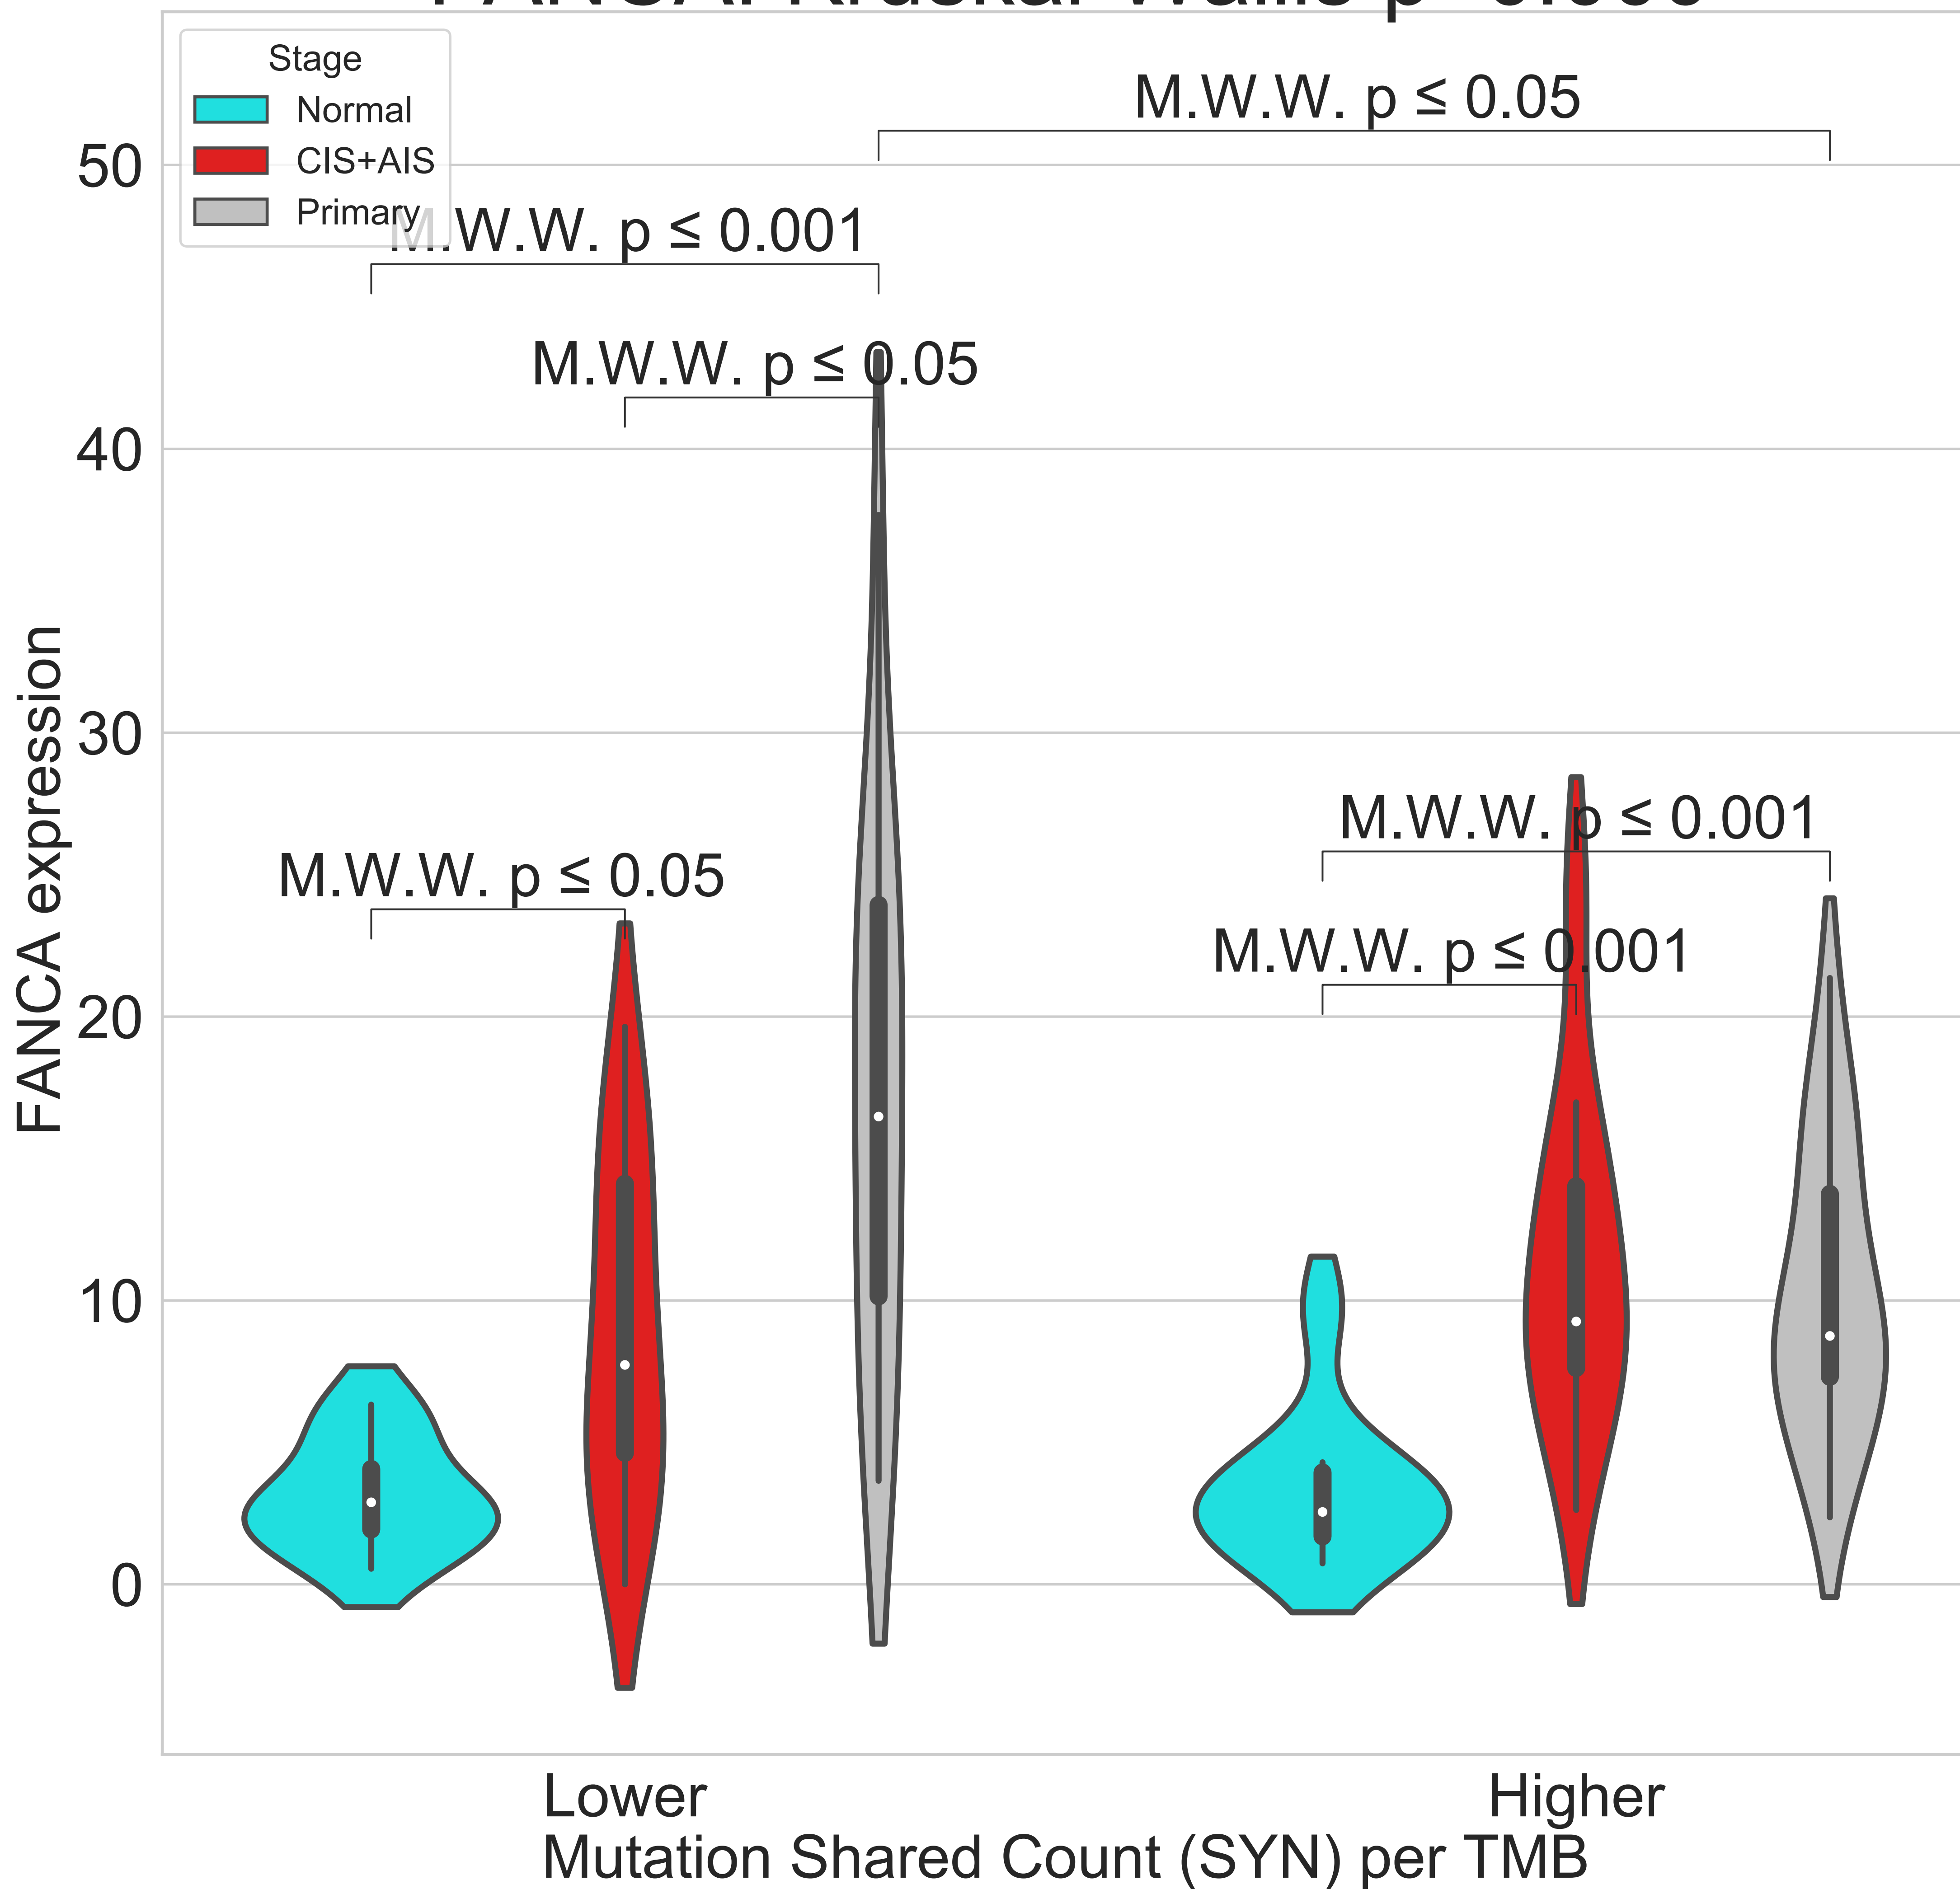 Stage
Normal
CIS+AIS
Primary
M.W.W. p ≤ 0.05
M.W.W. p ≤ 0.001
M.W.W. p ≤ 0.05
M.W.W. p ≤ 0.001
M.W.W. p ≤ 0.05
M.W.W. p ≤ 0.001
50
40
30
20
10
0
FANCA expression
Lower
Higher
Mutation Shared Count (SYN) per TMB